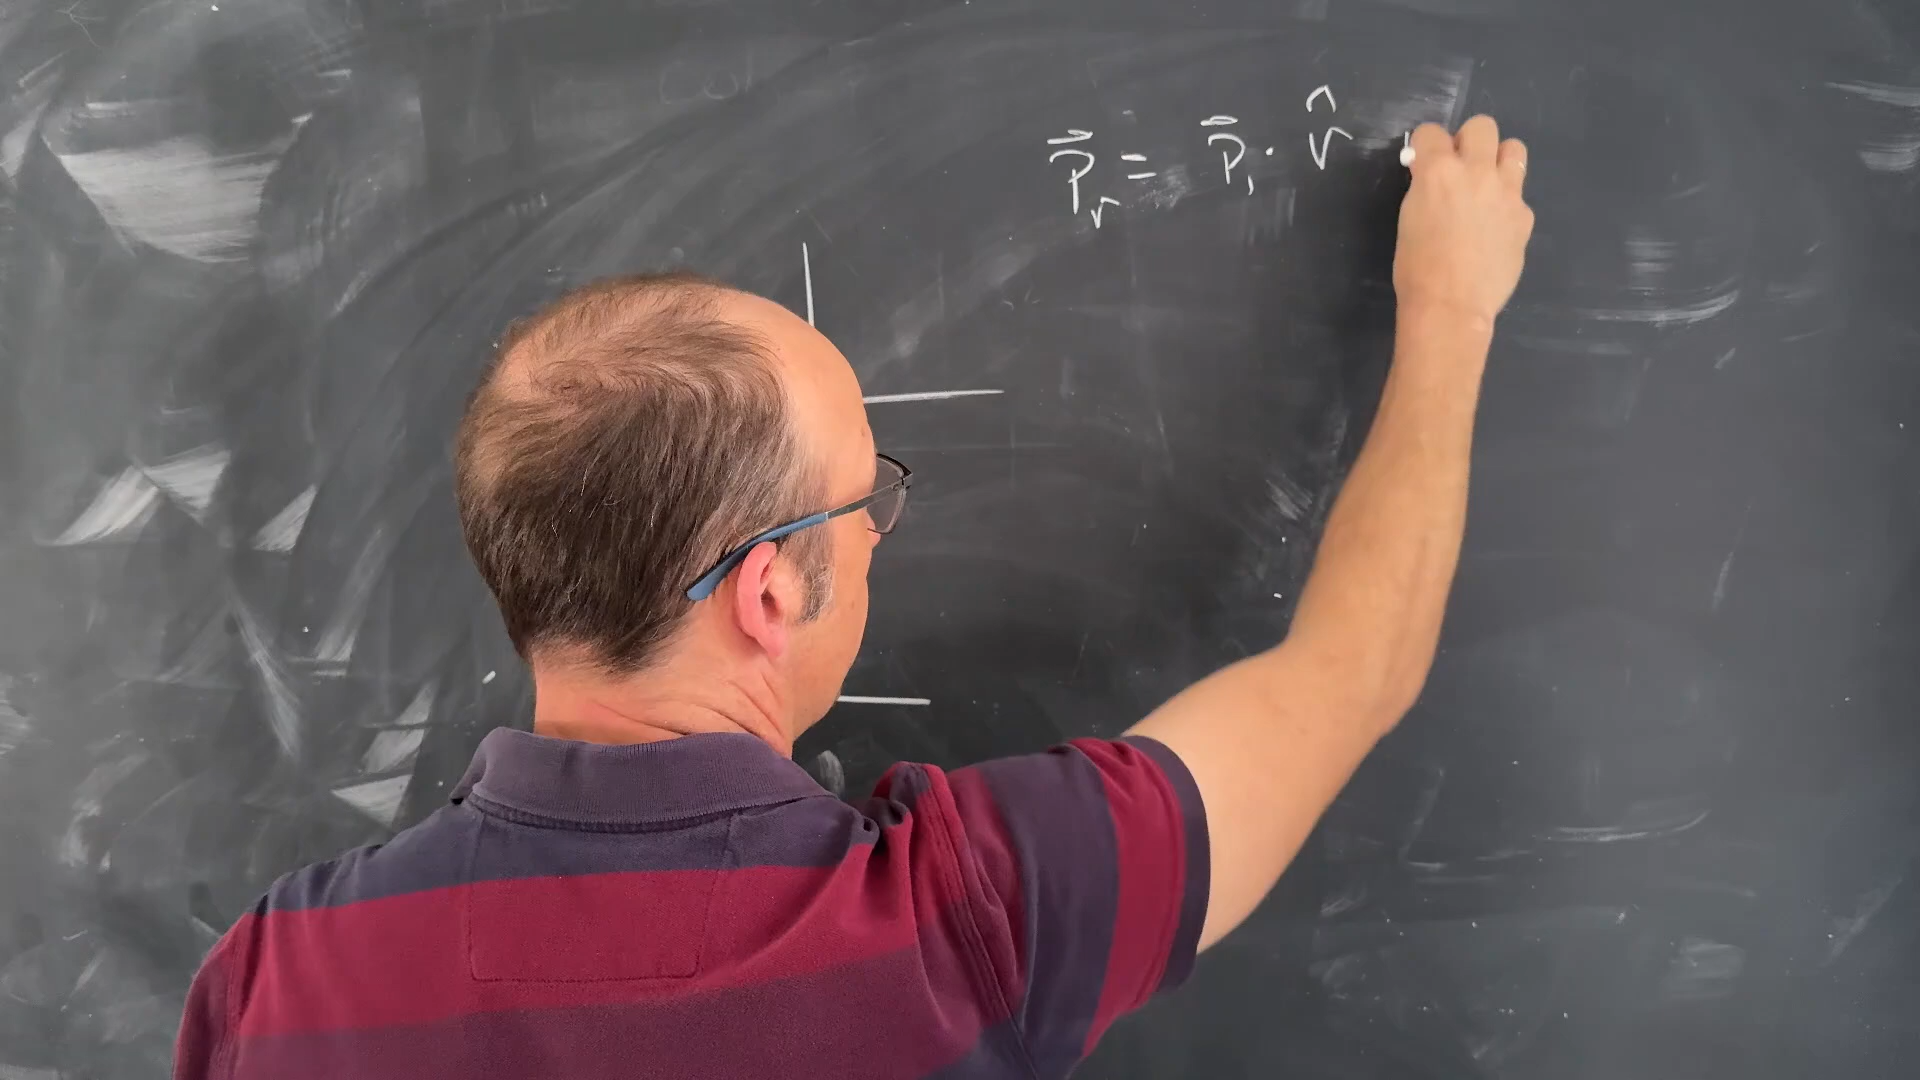 p⃗ᵣ = p⃗₁ · r̂